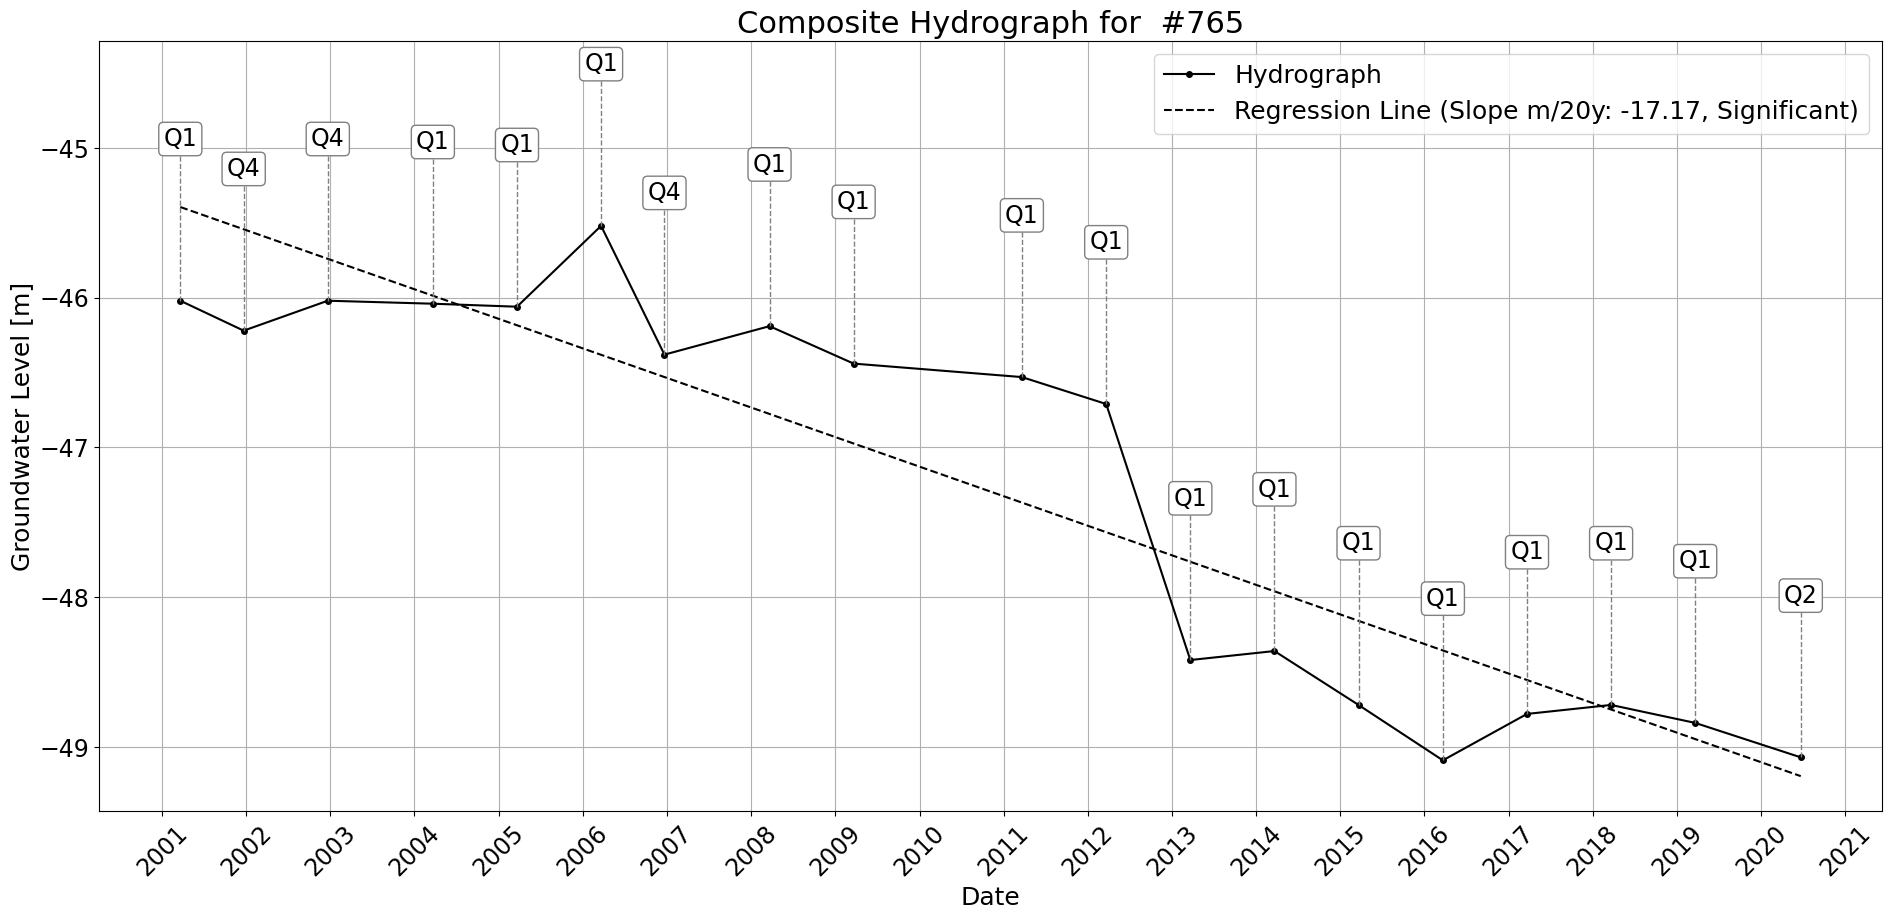 Composite Hydrograph for  #765
Hydrograph
Regression Line (Slope m/20y: -17.17, Significant)
Q1
Q4
Q4
Q1
Q1
Q1
Q4
Q1
Q1
Q1
Q1
Q1
Q1
Q1
Q1
Q1
Q1
Q1
Q2
Groundwater Level [m]
−45
−46
−47
−48
−49
2001
2002
2003
2004
2005
2006
2007
2008
2009
2010
2011
2012
2013
2014
2015
2016
2017
2018
2019
2020
2021
Date